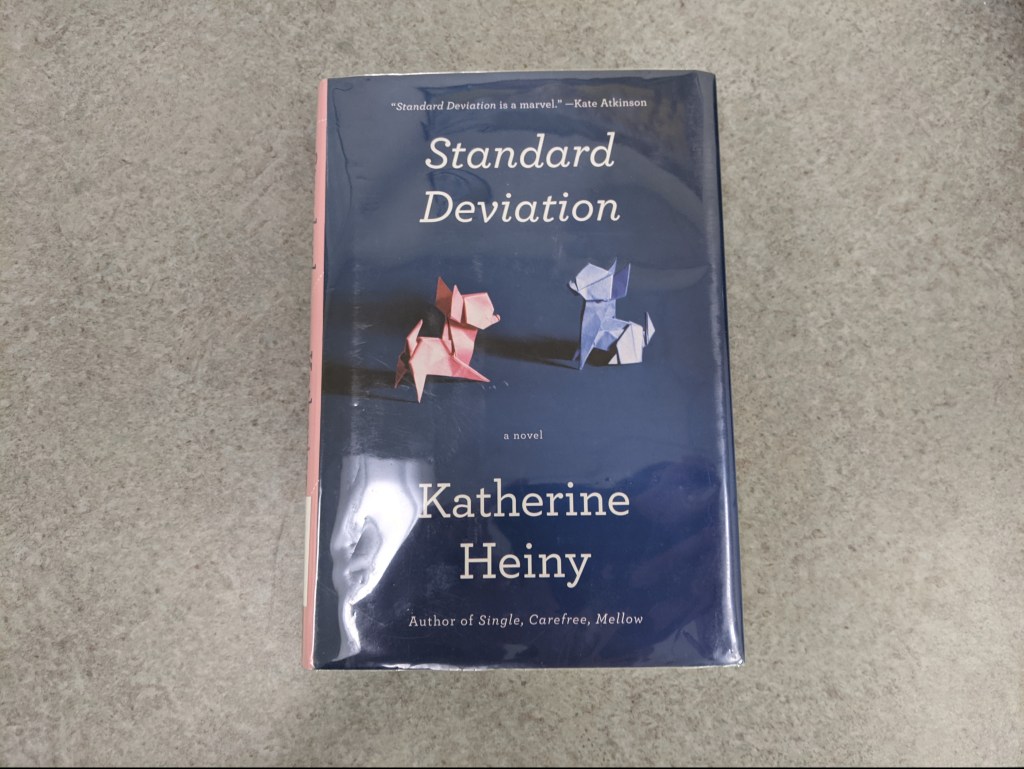 "Standard Deviation is a marvel." —Kate Atkinson
Standard
Deviation
a novel
Katherine
Heiny
Author of Single, Carefree, Mellow